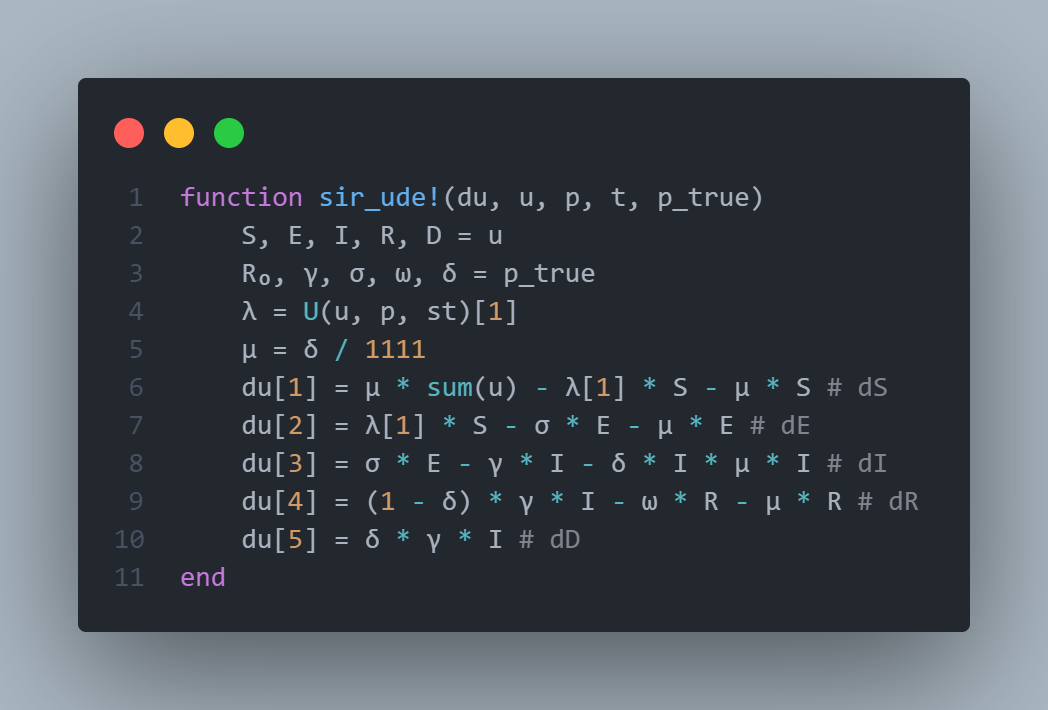 1 function sir_ude!(du, u, p, t, p_true)
2     S, E, I, R, D = u
3     R₀, γ, σ, ω, δ = p_true
4     λ = U(u, p, st)[1]
5     μ = δ / 1111
6     du[1] = μ * sum(u) - λ[1] * S - μ * S # dS
7     du[2] = λ[1] * S - σ * E - μ * E # dE
8     du[3] = σ * E - γ * I - δ * I * μ * I # dI
9     du[4] = (1 - δ) * γ * I - ω * R - μ * R # dR
10     du[5] = δ * γ * I # dD
11 end